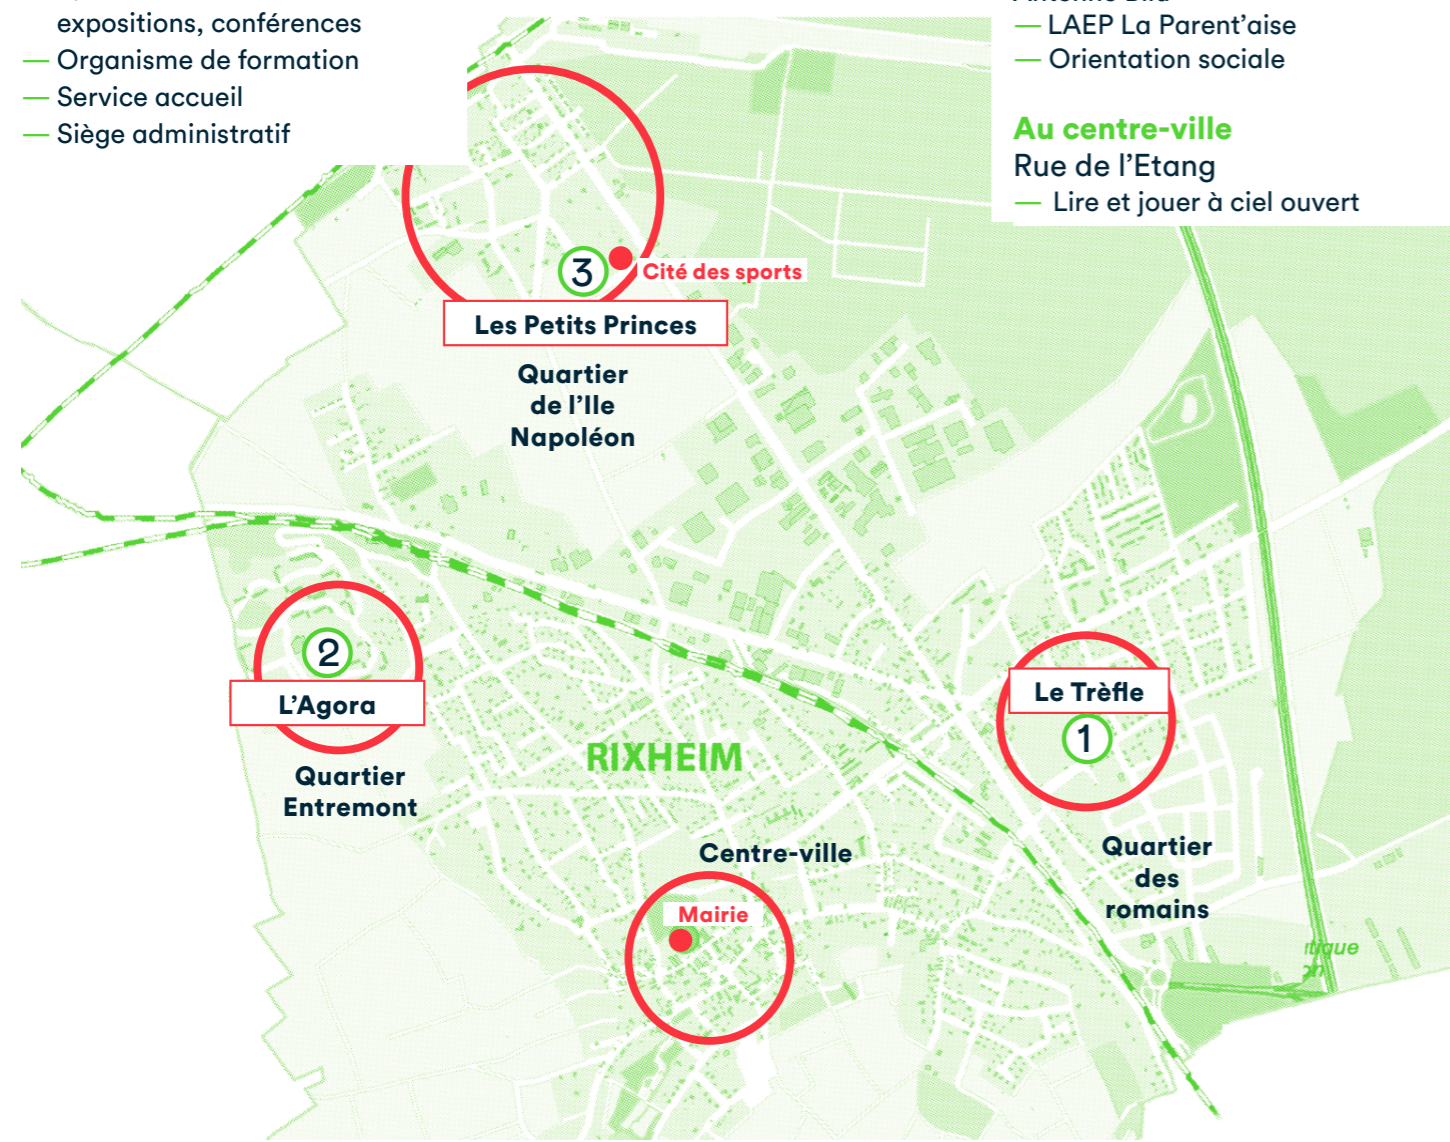 expositions, conférences
— Organisme de formation
— Service accueil
— Siège administratif
— LAEP La Parent’aise
— Orientation sociale
Au centre-ville
Rue de l’Etang
— Lire et jouer à ciel ouvert
3
Cité des sports
Les Petits Princes
Quartier
de l’Ile
Napoléon
2
L’Agora
Quartier
Entremont
Le Trèfle
1
RIXHEIM
Quartier
des
romains
Centre-ville
Mairie